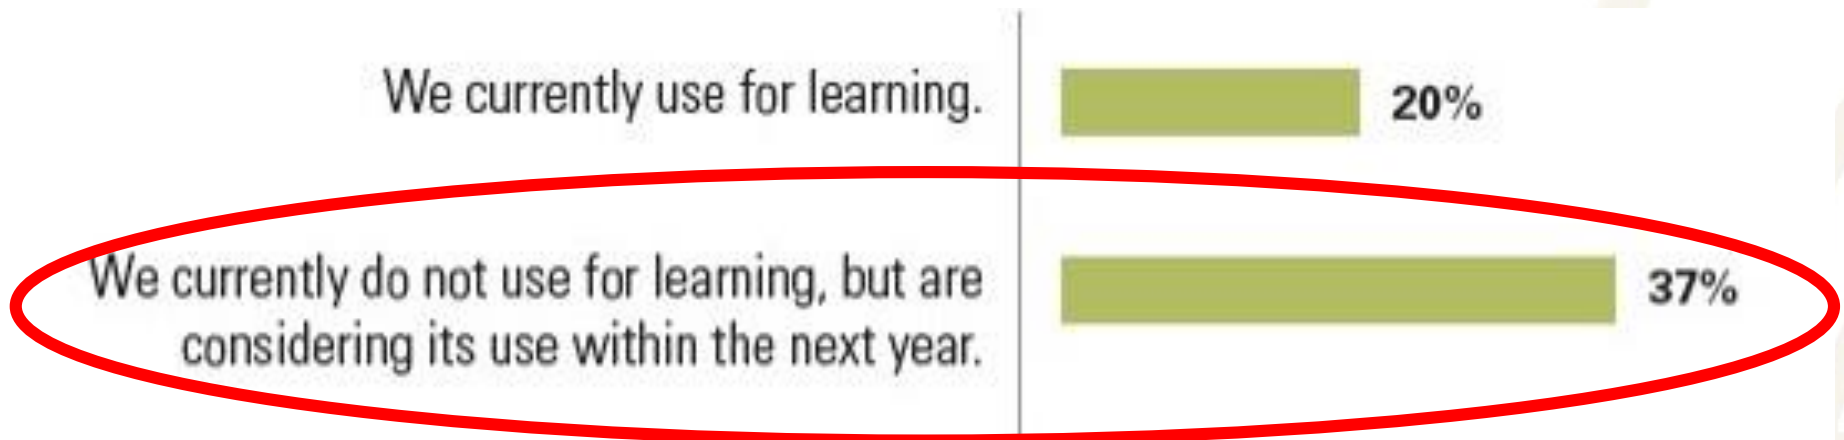 We currently use for learning. 20%
We currently do not use for learning, but are 37%
considering its use within the next year.